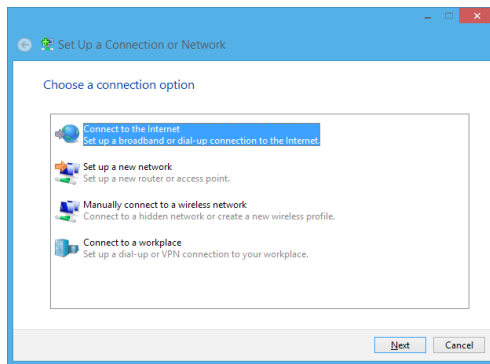 Set Up a Connection or Network
Choose a connection option
Connect to the Internet
Set up a broadband or dial-up connection to the Internet.
Set up a new network
Set up a new router or access point.
Manually connect to a wireless network
Connect to a hidden network or create a new wireless profile.
Connect to a workplace
Set up a dial-up or VPN connection to your workplace.
Next Cancel